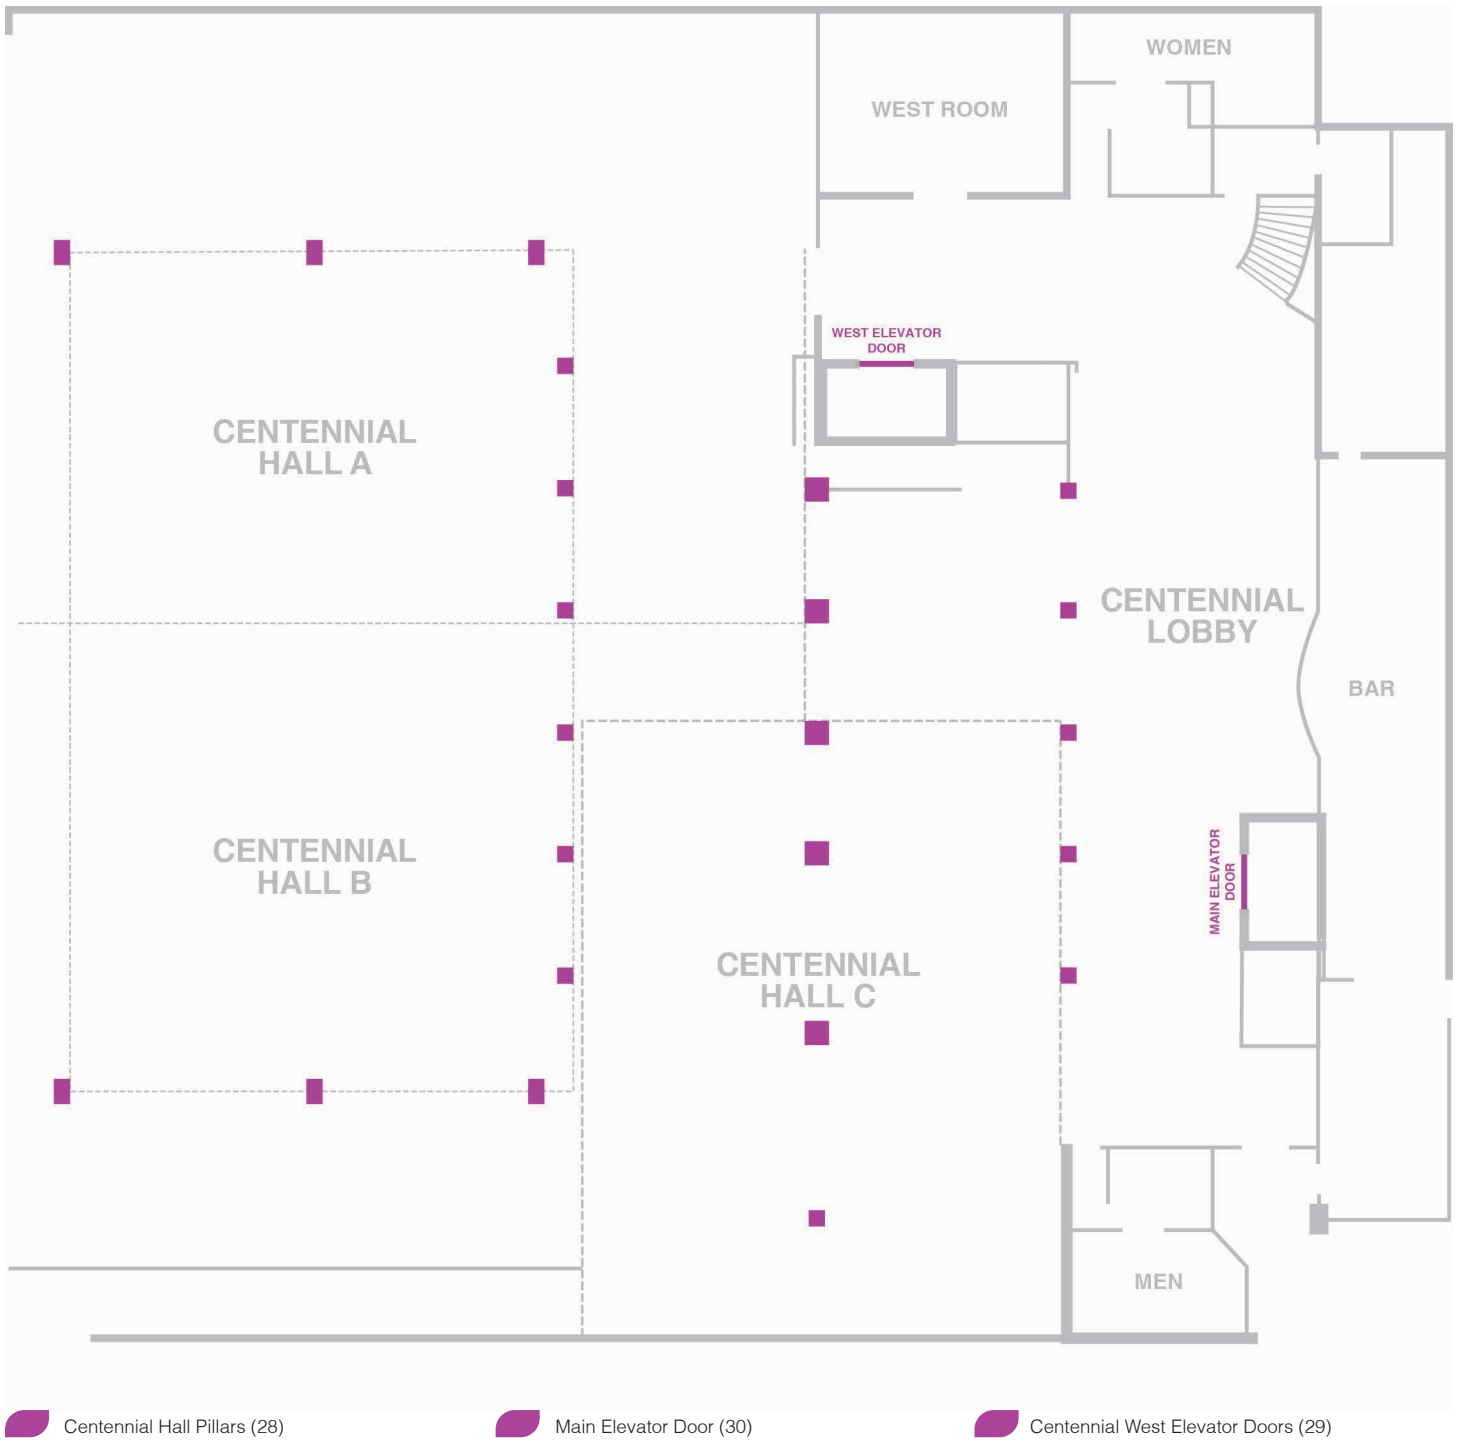 WOMEN
WEST ROOM
WEST ELEVATOR
DOOR
CENTENNIAL
HALL A
CENTENNIAL
LOBBY
BAR
CENTENNIAL
HALL B
MAIN ELEVATOR
DOOR
CENTENNIAL
HALL C
MEN
Centennial Hall Pillars (28)
Main Elevator Door (30)
Centennial West Elevator Doors (29)